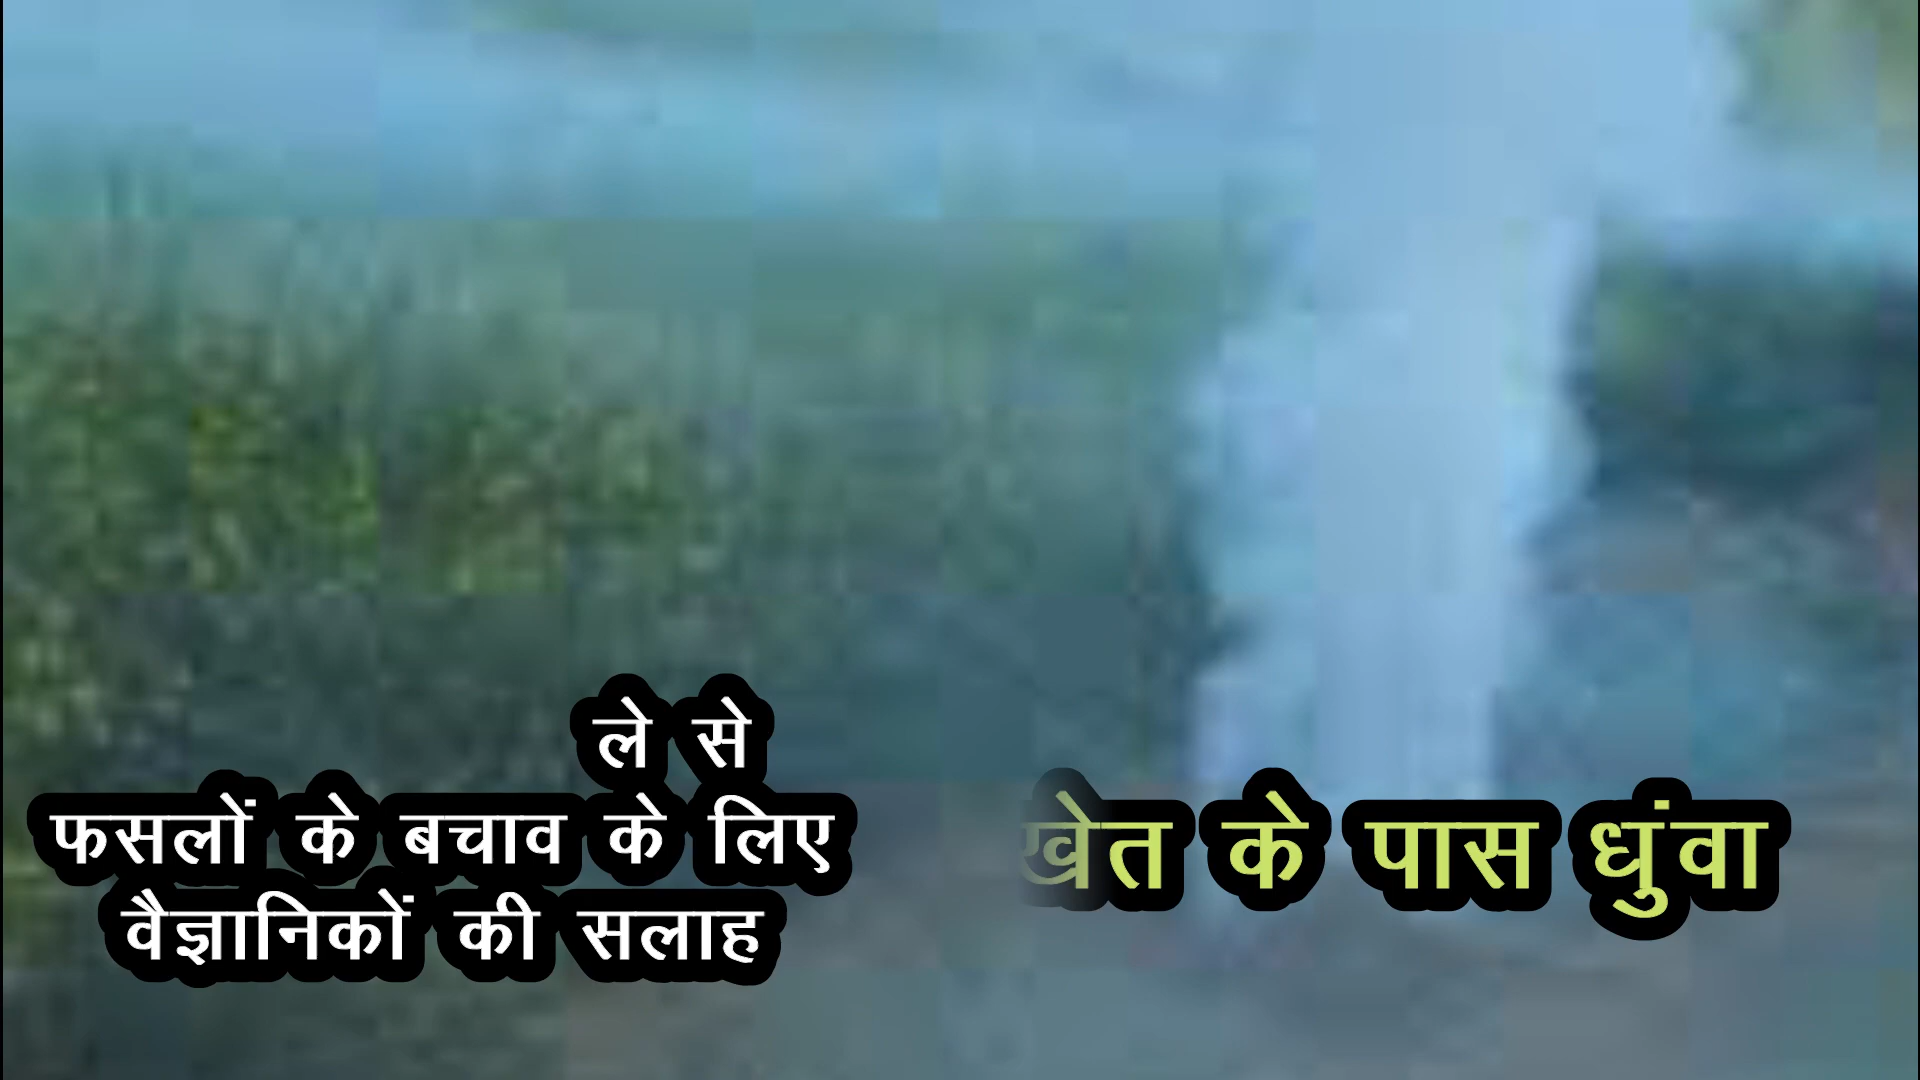 ले से
फसलों के बचाव के लिए
वैज्ञानिकों की सलाह
खेत के पास धुंवा